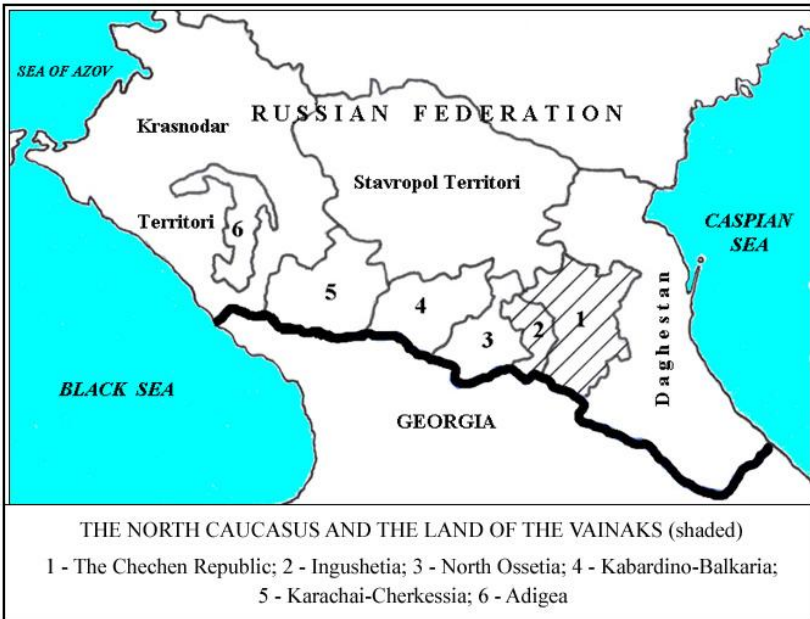 SEA OF AZOV
RUSSIAN FEDERATION
Krasnodar
Stavropol Territori
Territori
6
CASPIAN
SEA
5
4
3
2
1
Daghestan
BLACK SEA
GEORGIA
THE NORTH CAUCASUS AND THE LAND OF THE VAINAKS (shaded)
1 - The Chechen Republic; 2 - Ingushetia; 3 - North Ossetia; 4 - Kabardino-Balkaria;
5 - Karachai-Cherkessia; 6 - Adigea